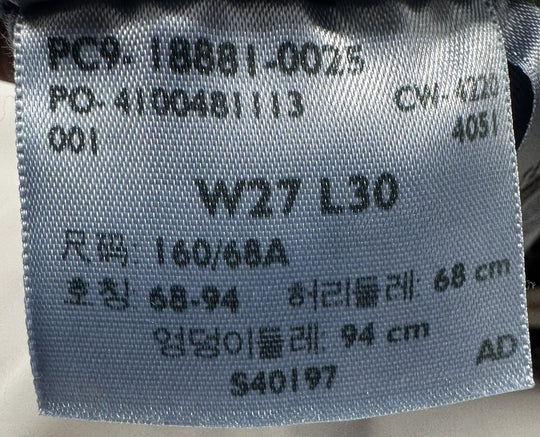 PC9-18881-0025
PO-4100481113 CW-4220
001 4051
W27 L30
尺码: 160/68A
호칭 68-94 허리둘레: 68 cm
엉덩이둘레: 94 cm
S40197 AD